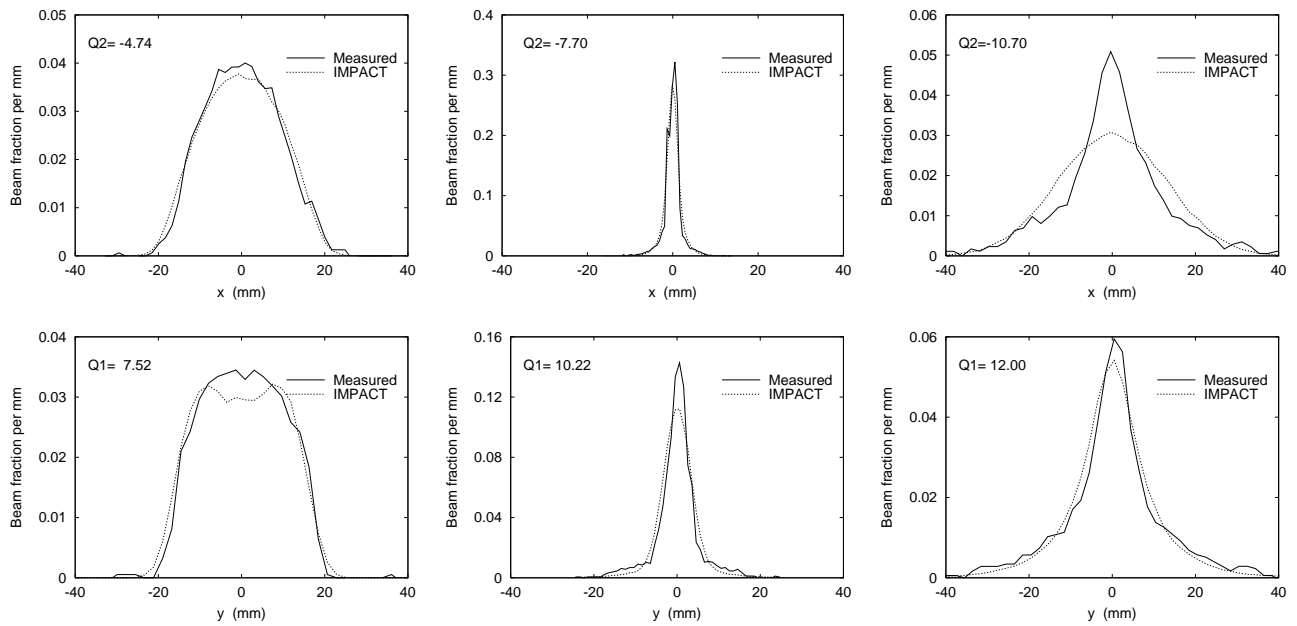 0.05
0.04
0.03
0.02
0.01
0
Beam fraction per mm
Q2= -4.74
Measured
IMPACT
-40 -20 0 20 40
x (mm)
0.4
0.3
0.2
0.1
0
Beam fraction per mm
Q2= -7.70
Measured
IMPACT
-40 -20 0 20 40
x (mm)
0.06
0.05
0.04
0.03
0.02
0.01
0
Beam fraction per mm
Q2=-10.70
Measured
IMPACT
-40 -20 0 20 40
x (mm)
0.04
0.03
0.02
0.01
0
Beam fraction per mm
Q1= 7.52
Measured
IMPACT
-40 -20 0 20 40
y (mm)
0.16
0.12
0.08
0.04
0
Beam fraction per mm
Q1= 10.22
Measured
IMPACT
-40 -20 0 20 40
y (mm)
0.06
0.04
0.02
0
Beam fraction per mm
Q1= 12.00
Measured
IMPACT
-40 -20 0 20 40
y (mm)